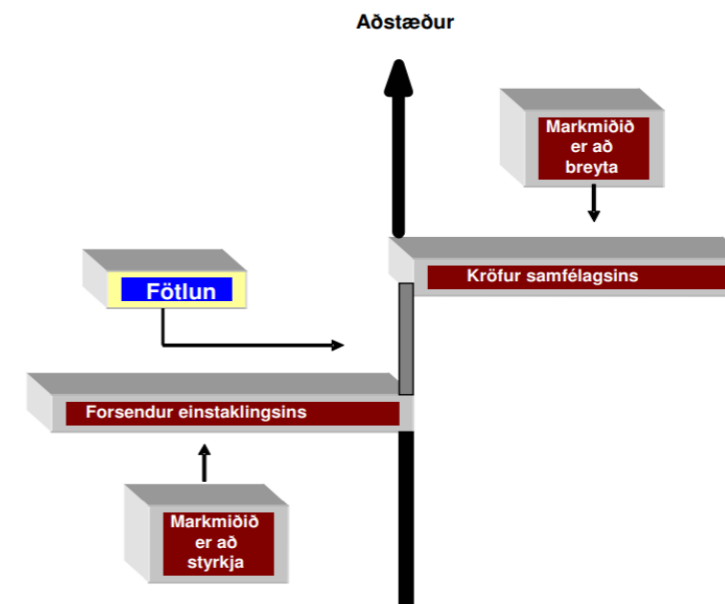 Aðstæður
Markmiðið
er að
breyta
Kröfur samfélagsins
Fötlun
Forsendur einstaklingsins
Markmiðið
er að
styrkja